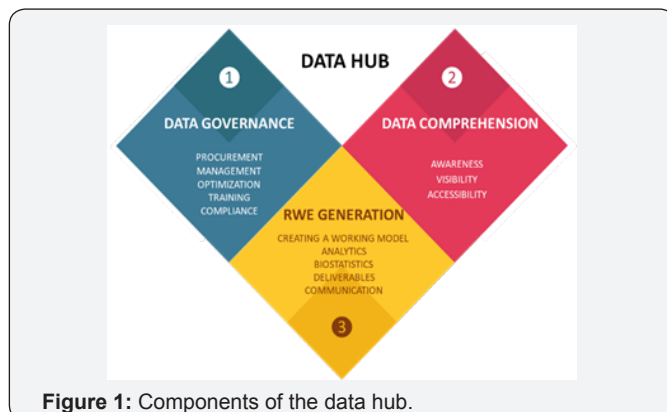 DATA HUB
1
DATA GOVERNANCE
PROCUREMENT
MANAGEMENT
OPTIMIZATION
TRAINING
COMPLIANCE
2
DATA COMPREHENSION
AWARENESS
VISIBILITY
ACCESSIBILITY
RWE GENERATION
CREATING A WORKING MODEL
ANALYTICS
BIOSTATISTICS
DELIVERABLES
COMMUNICATION
3
Figure 1: Components of the data hub.